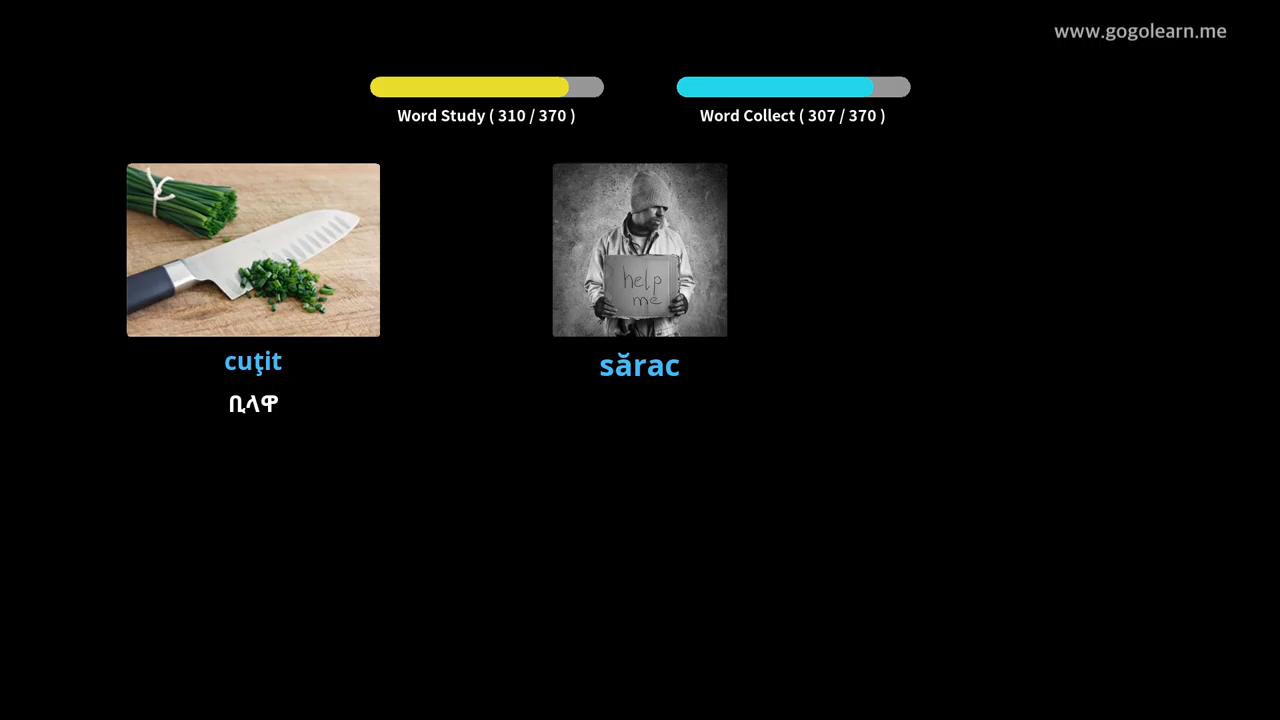 www.gogolearn.me
Word Study ( 310 / 370 )
Word Collect ( 307 / 370 )
help
me
cuţit
sărac
ቢላዋ